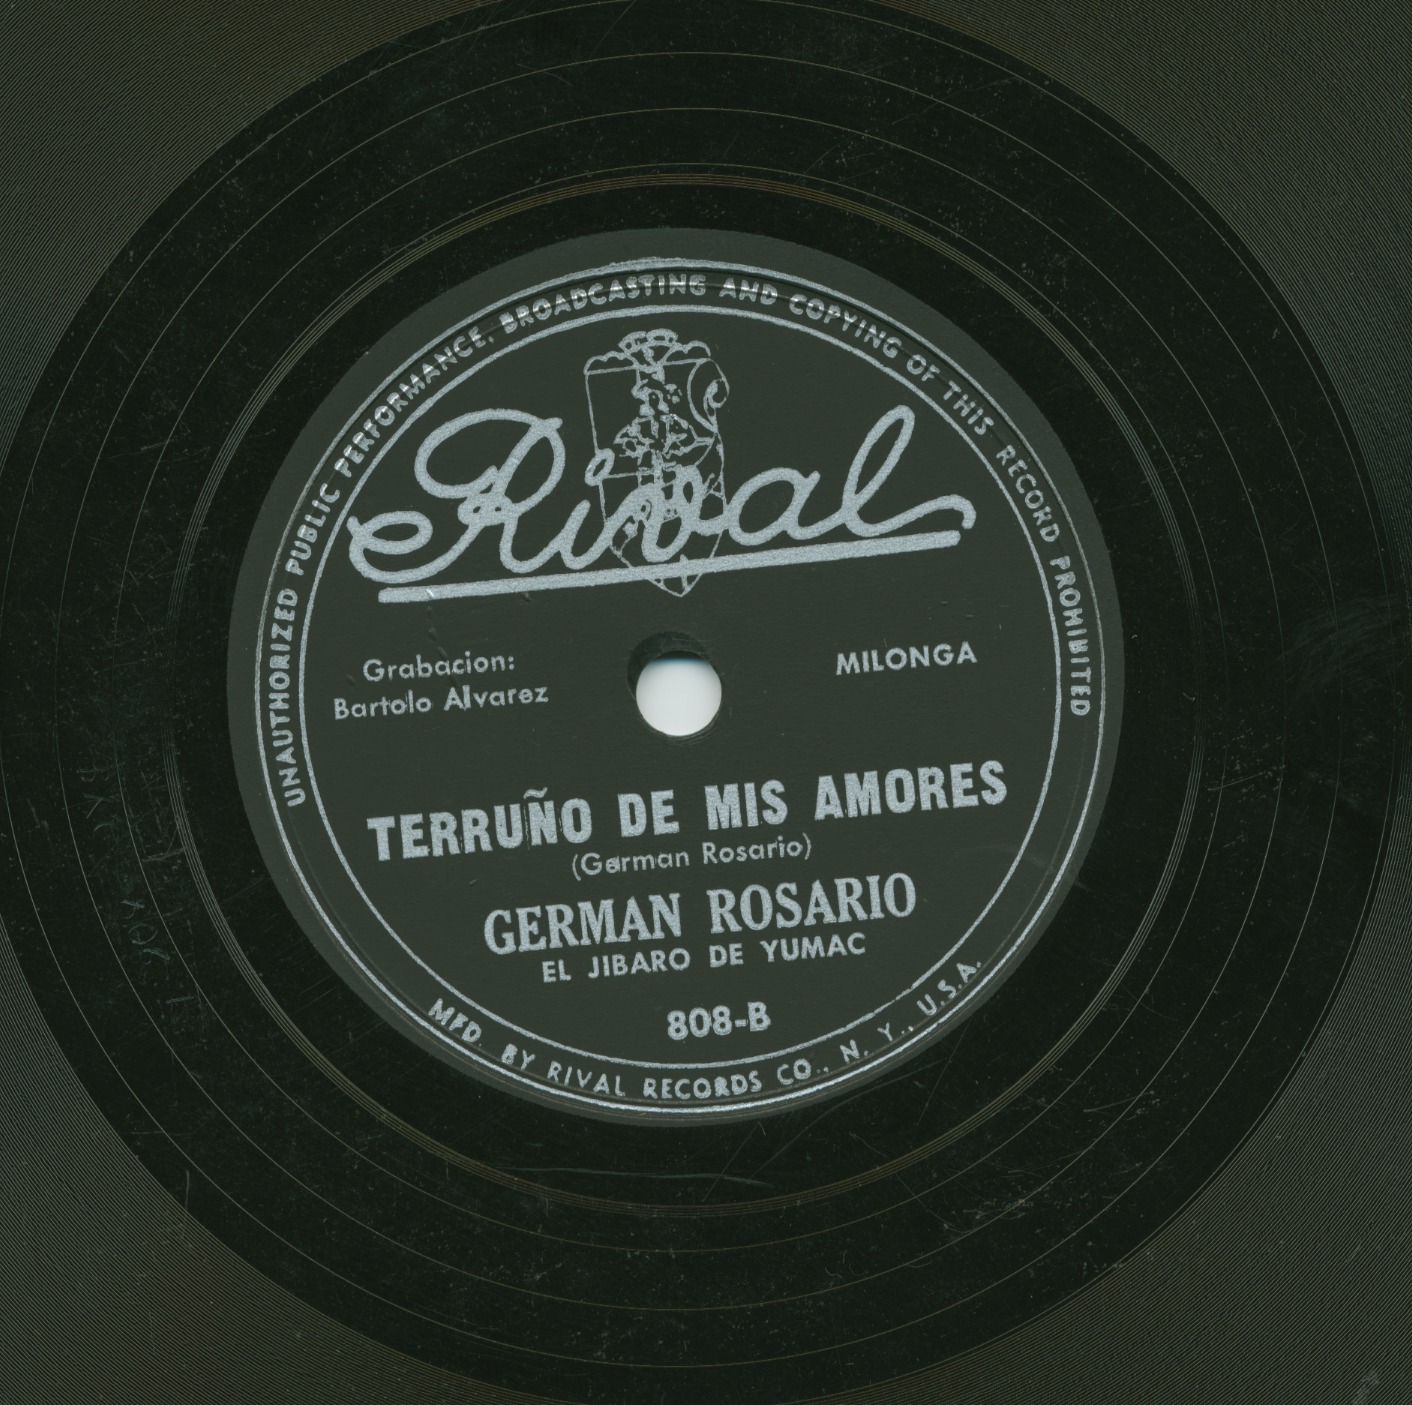 UNAUTHORIZED PUBLIC PERFORMANCE, BROADCASTING AND COPYING OF THIS RECORD PROHIBITED
Rival
Grabacion:
Bartolo Alvarez
MILONGA
TERRUÑO DE MIS AMORES
(German Rosario)
GERMAN ROSARIO
EL JIBARO DE YUMAC
808-B
MFD. BY RIVAL RECORDS CO., N. Y., U.S.A.